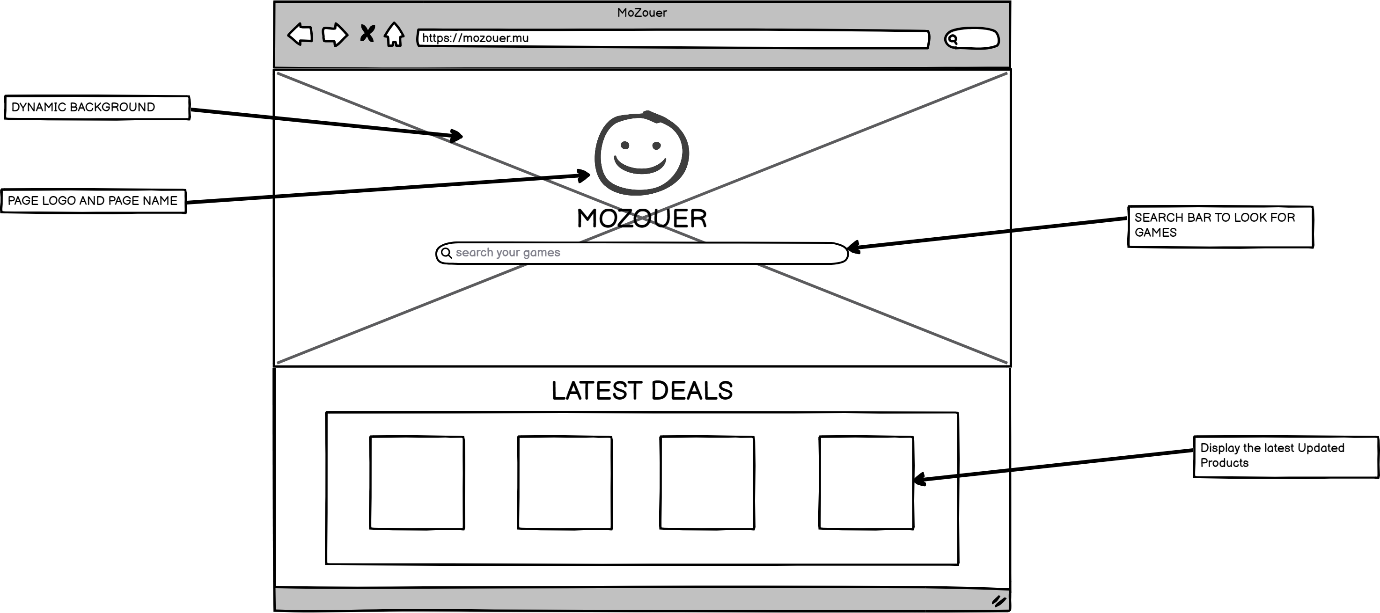 MoZouer
https://mozouer.mu
DYNAMIC BACKGROUND
PAGE LOGO AND PAGE NAME
MOZOUER
SEARCH BAR TO LOOK FOR
GAMES
search your games
LATEST DEALS
Display the latest Updated
Products